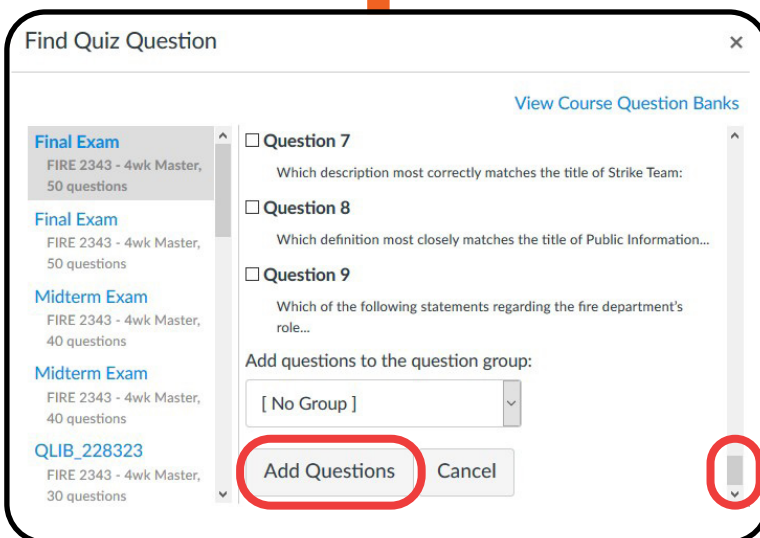 Find Quiz Question
×
View Course Question Banks
Final Exam
FIRE 2343 - 4wk Master,
50 questions
Final Exam
FIRE 2343 - 4wk Master,
50 questions
Midterm Exam
FIRE 2343 - 4wk Master,
40 questions
Midterm Exam
FIRE 2343 - 4wk Master,
40 questions
QLIB_228323
FIRE 2343 - 4wk Master,
30 questions
Question 7
Which description most correctly matches the title of Strike Team:
Question 8
Which definition most closely matches the title of Public Information...
Question 9
Which of the following statements regarding the fire department's
role...
Add questions to the question group:
[ No Group ]
Add Questions
Cancel